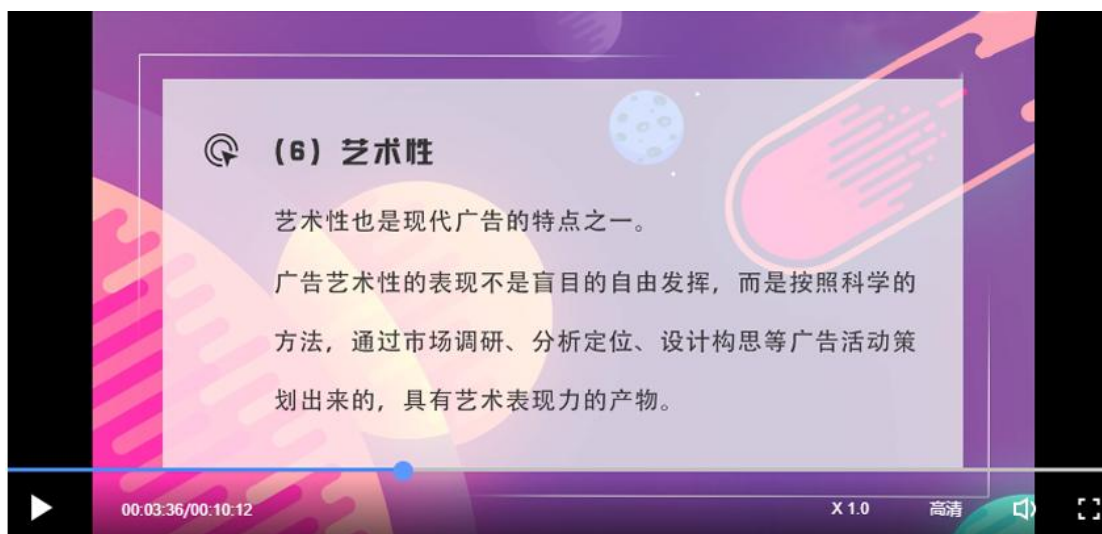 (6) 艺术性
艺术性也是现代广告的特点之一。
广告艺术性的表现不是盲目的自由发挥，而是按照科学的
方法，通过市场调研、分析定位、设计构思等广告活动策
划出来的，具有艺术表现力的产物。
00:03:36/00:10:12 X 1.0 高清